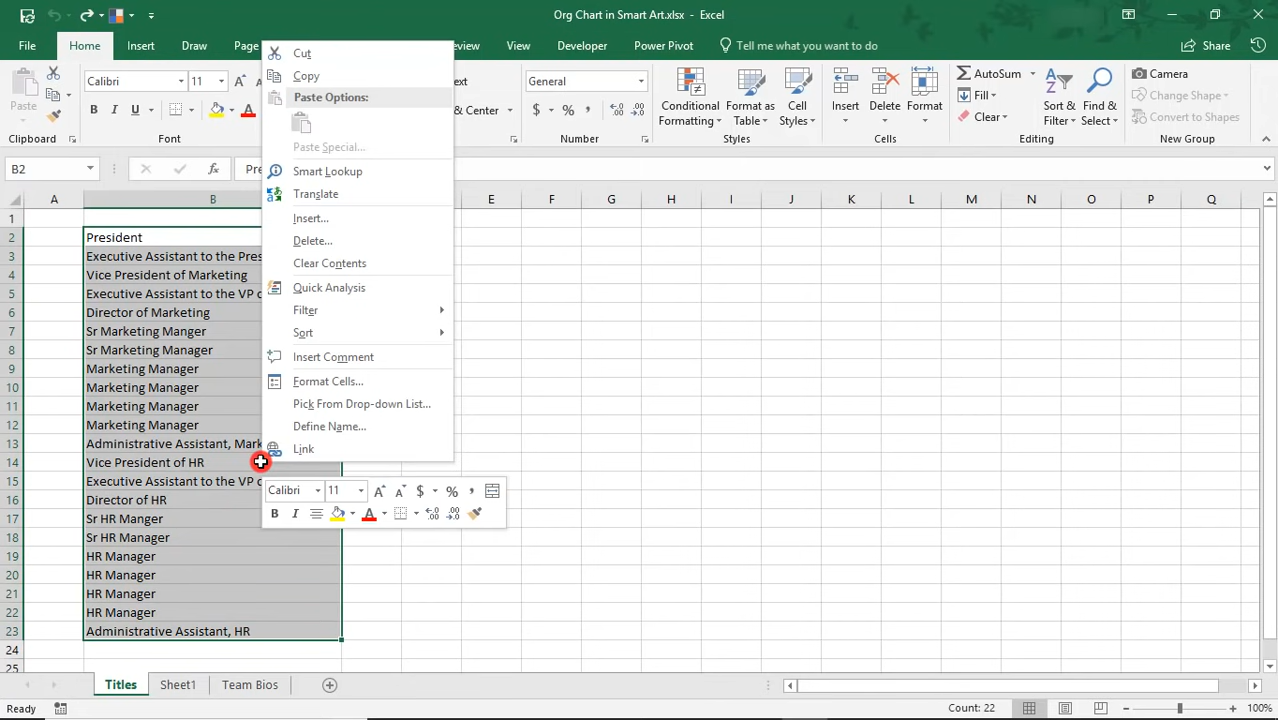 Org Chart in Smart Art.xlsx - Excel
File Home Insert Draw Page view View Developer Power Pivot Tell me what you want to do Share
Cut
Copy
Paste Options:
Paste Special...
Smart Lookup
Translate
Insert...
Delete...
Clear Contents
Quick Analysis
Filter
Sort
Insert Comment
Format Cells...
Pick From Drop-down List...
Define Name...
Link
Paste
Clipboard
Calibri 11
B I U
Font
ext
& Center
General
$ % ,
Number
Conditional Formatting
Format as Table
Cell Styles
Styles
Insert
Delete
Format
Cells
AutoSum
Fill
Clear
Sort & Filter
Find & Select
Editing
Camera
Change Shape
Convert to Shapes
New Group
B2 fx Pre
A B E F G H I J K L M N O P Q
1
2 President
3 Executive Assistant to the Pres
4 Vice President of Marketing
5 Executive Assistant to the VP o
6 Director of Marketing
7 Sr Marketing Manger
8 Sr Marketing Manager
9 Marketing Manager
10 Marketing Manager
11 Marketing Manager
12 Marketing Manager
13 Administrative Assistant, Mark
14 Vice President of HR
15 Executive Assistant to the VP o
16 Director of HR
17 Sr HR Manger
18 Sr HR Manager
19 HR Manager
20 HR Manager
21 HR Manager
22 HR Manager
23 Administrative Assistant, HR
24
25
Calibri 11 A A $ % ,
B I A
Titles Sheet1 Team Bios
Ready Count: 22 100%